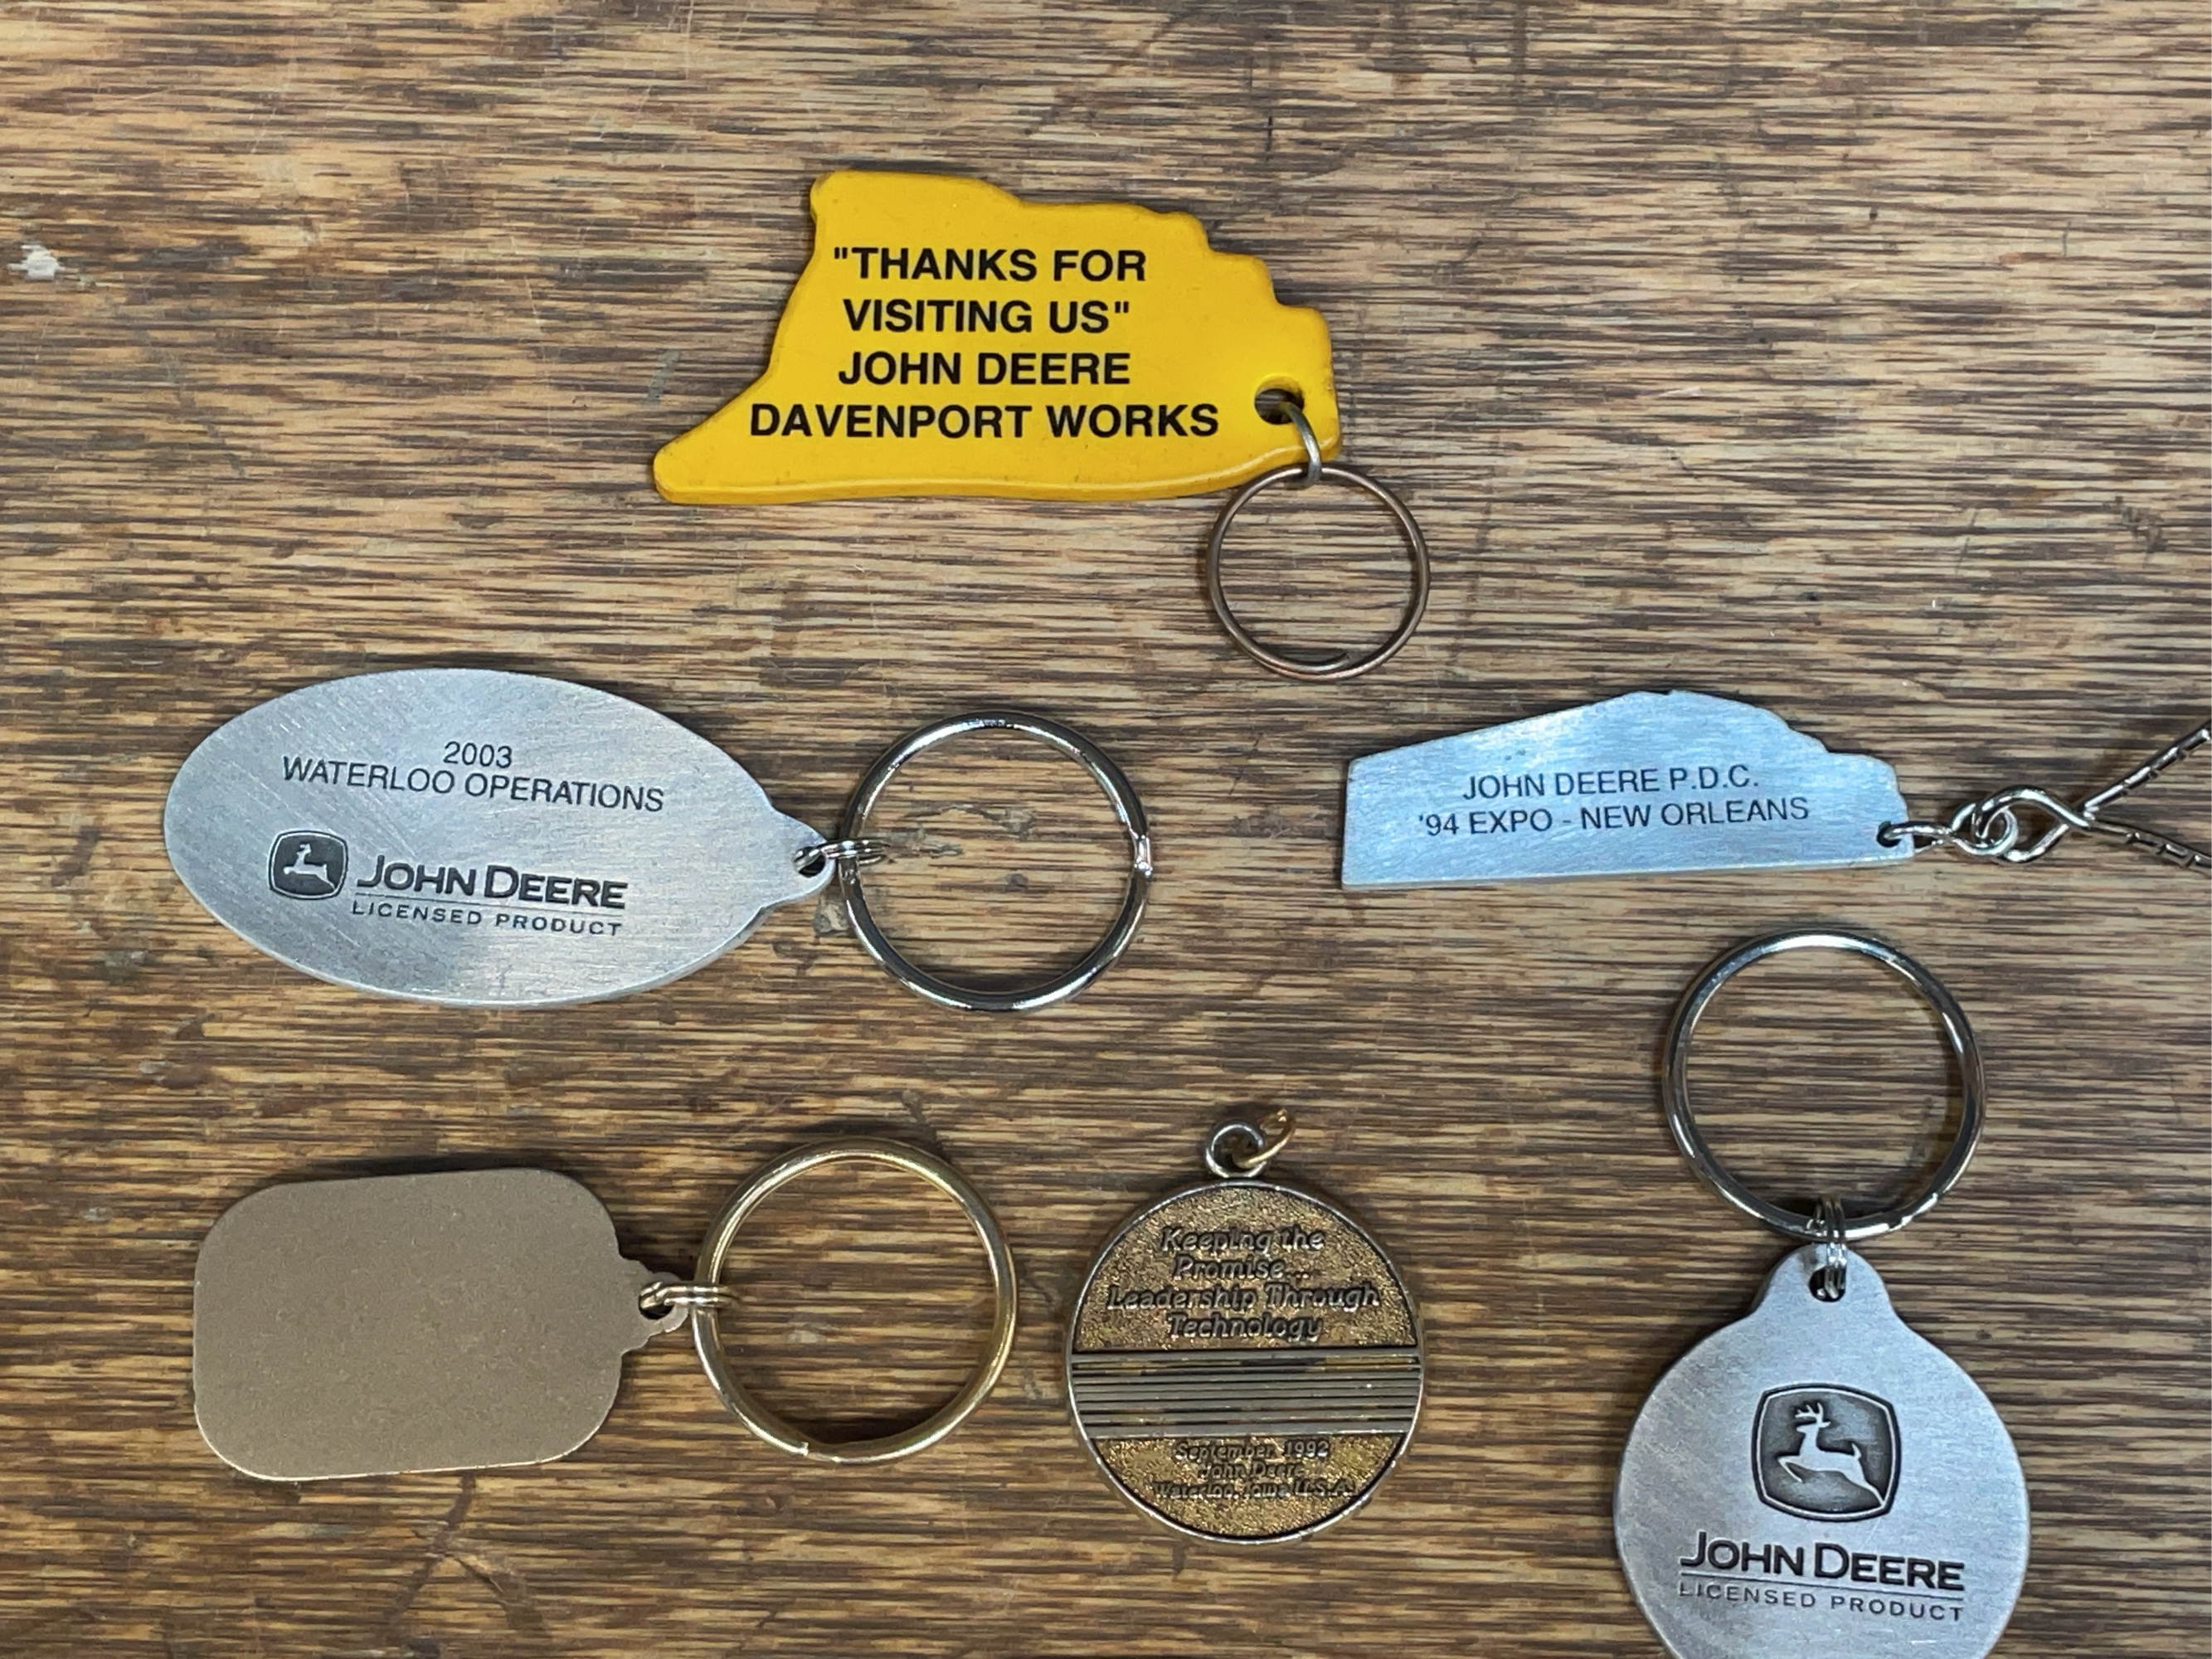 "THANKS FOR
VISITING US"
JOHN DEERE
DAVENPORT WORKS
2003
WATERLOO OPERATIONS
JOHN DEERE
LICENSED PRODUCT
JOHN DEERE P.D.C.
'94 EXPO - NEW ORLEANS
Keeping the
Promise...
Leadership Through
Technology
September 1992
John Deere
Waterloo, Iowa U.S.A.
JOHN DEERE
LICENSED PRODUCT